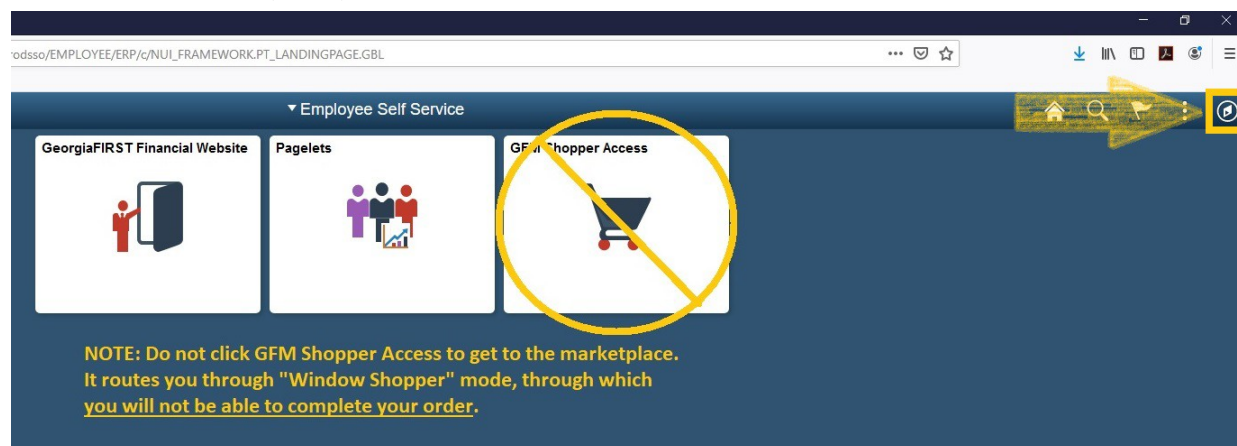 rodsso/EMPLOYEE/ERP/c/NUI_FRAMEWORK.PT_LANDINGPAGE.GBL
Employee Self Service
GeorgiaFIRST Financial Website
Pagelets
GFM Shopper Access
NOTE: Do not click GFM Shopper Access to get to the marketplace.
It routes you through "Window Shopper" mode, through which
you will not be able to complete your order.